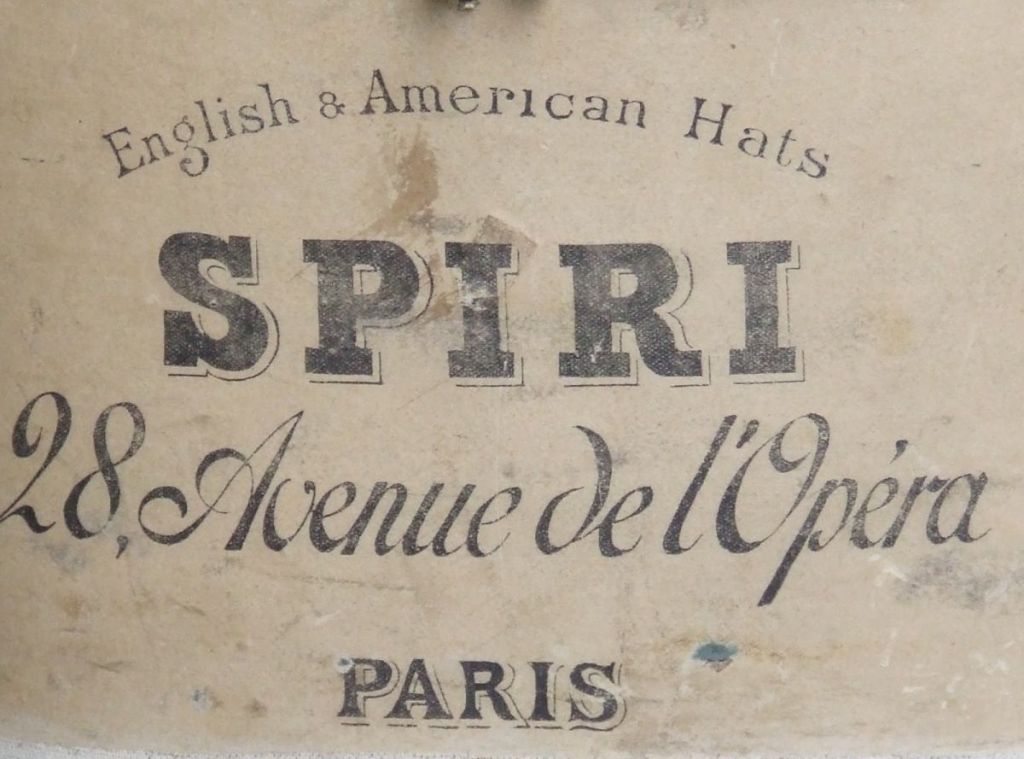 English & American Hats
SPIRI
28, Avenue de l'Opéra
PARIS